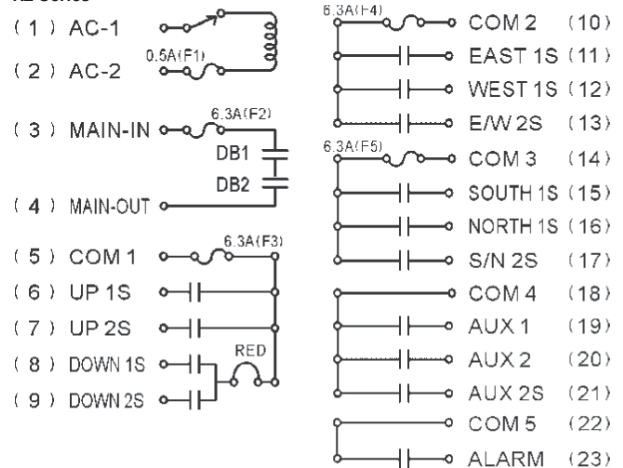 ( 1 ) AC-1
0.5A(F1)
( 2 ) AC-2
6.3A(F2)
( 3 ) MAIN-IN
DB1
DB2
( 4 ) MAIN-OUT
6.3A(F3)
( 5 ) COM 1
( 6 ) UP 1S
( 7 ) UP 2S
RED
( 8 ) DOWN 1S
( 9 ) DOWN 2S
6.3A(F4)
COM 2 (10)
EAST 1S (11)
WEST 1S (12)
E/W 2S (13)
6.3A(F5)
COM 3 (14)
SOUTH 1S (15)
NORTH 1S (16)
S/N 2S (17)
COM 4 (18)
AUX 1 (19)
AUX 2 (20)
AUX 2S (21)
COM 5 (22)
ALARM (23)